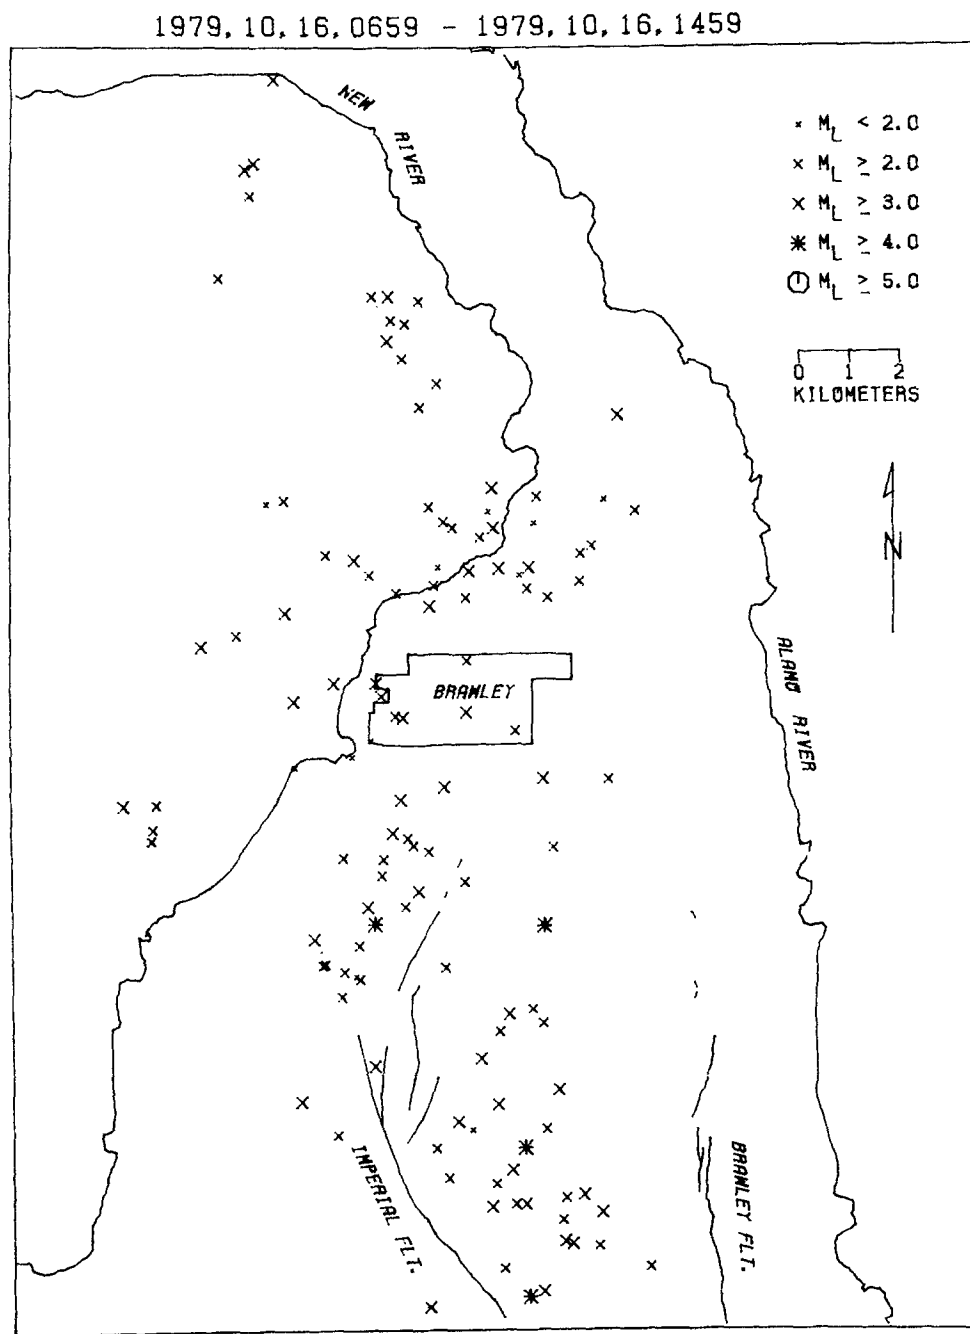 1979,10,16,0659 - 1979,10,16,1459
NEW
RIVER
× M_L < 2.0
× M_L ≥ 2.0
× M_L ≥ 3.0
M_L ≥ 4.0
M_L ≥ 5.0
0 1 2
KILOMETERS
N
BRAWLEY
ALAMO RIVER
IMPERIAL FLT.
BRAWLEY FLT.